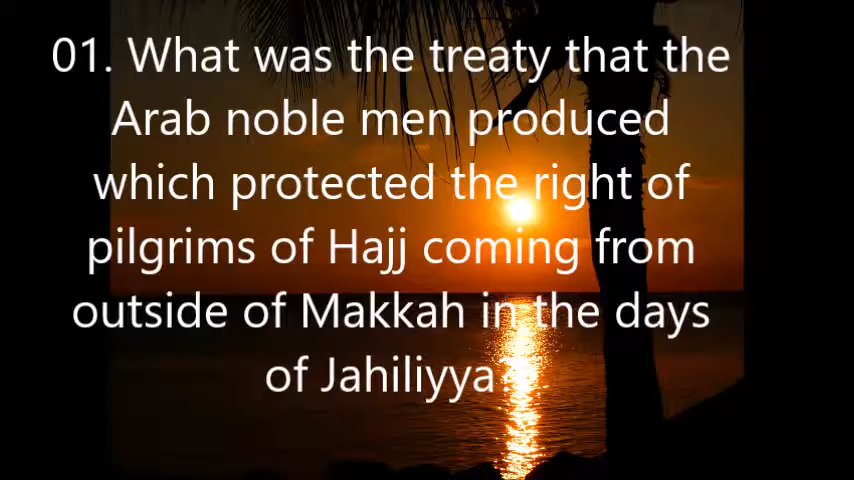 01. What was the treaty that the
Arab noble men produced
which protected the right of
pilgrims of Hajj coming from
outside of Makkah in the days
of Jahiliyya?